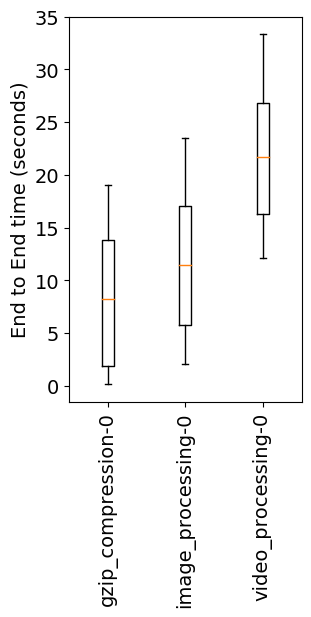 35
30
25
20
15
10
5
0
End to End time (seconds)
gzip_compression-0
image_processing-0
video_processing-0